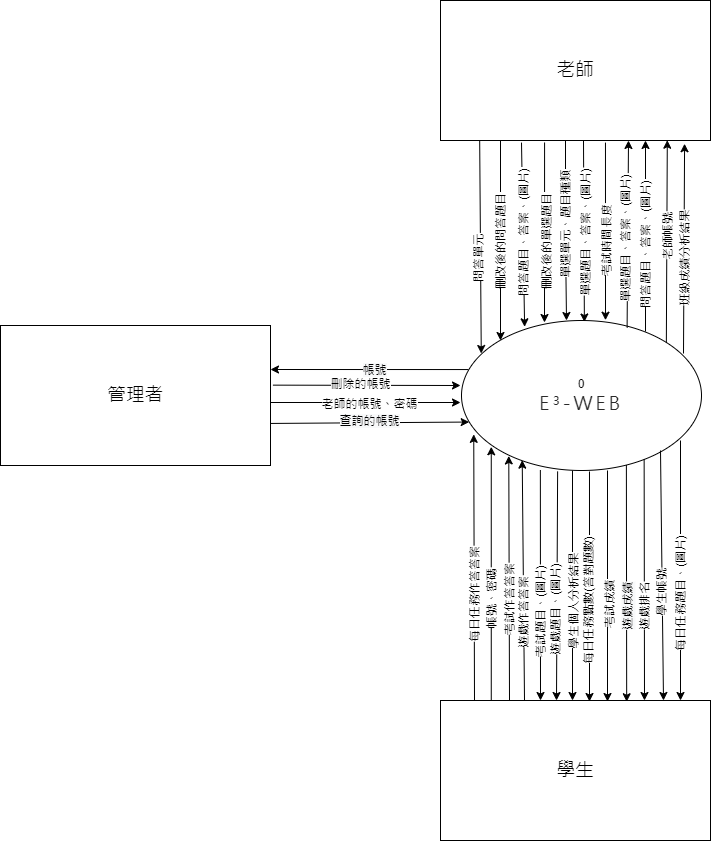 老師
問答單元
刪改後的問答題目
問答題目、答案、(圖片)
刪改後的單選題目
單選單元、題目種類
單選題目、答案、(圖片)
考試時間長度
單選題目、答案、(圖片)
問答題目、答案、(圖片)
老師帳號
班級成績分析結果
管理者
帳號
刪除的帳號
老師的帳號、密碼
查詢的帳號
0
E³-WEB
每日任務作答答案
帳號、密碼
考試作答答案
遊戲作答答案
考試題目、(圖片)
遊戲題目、(圖片)
學生個人分析結果
每日任務點數(答對題數)
考試成績
遊戲成績
遊戲排名
學生帳號
每日任務題目、(圖片)
學生